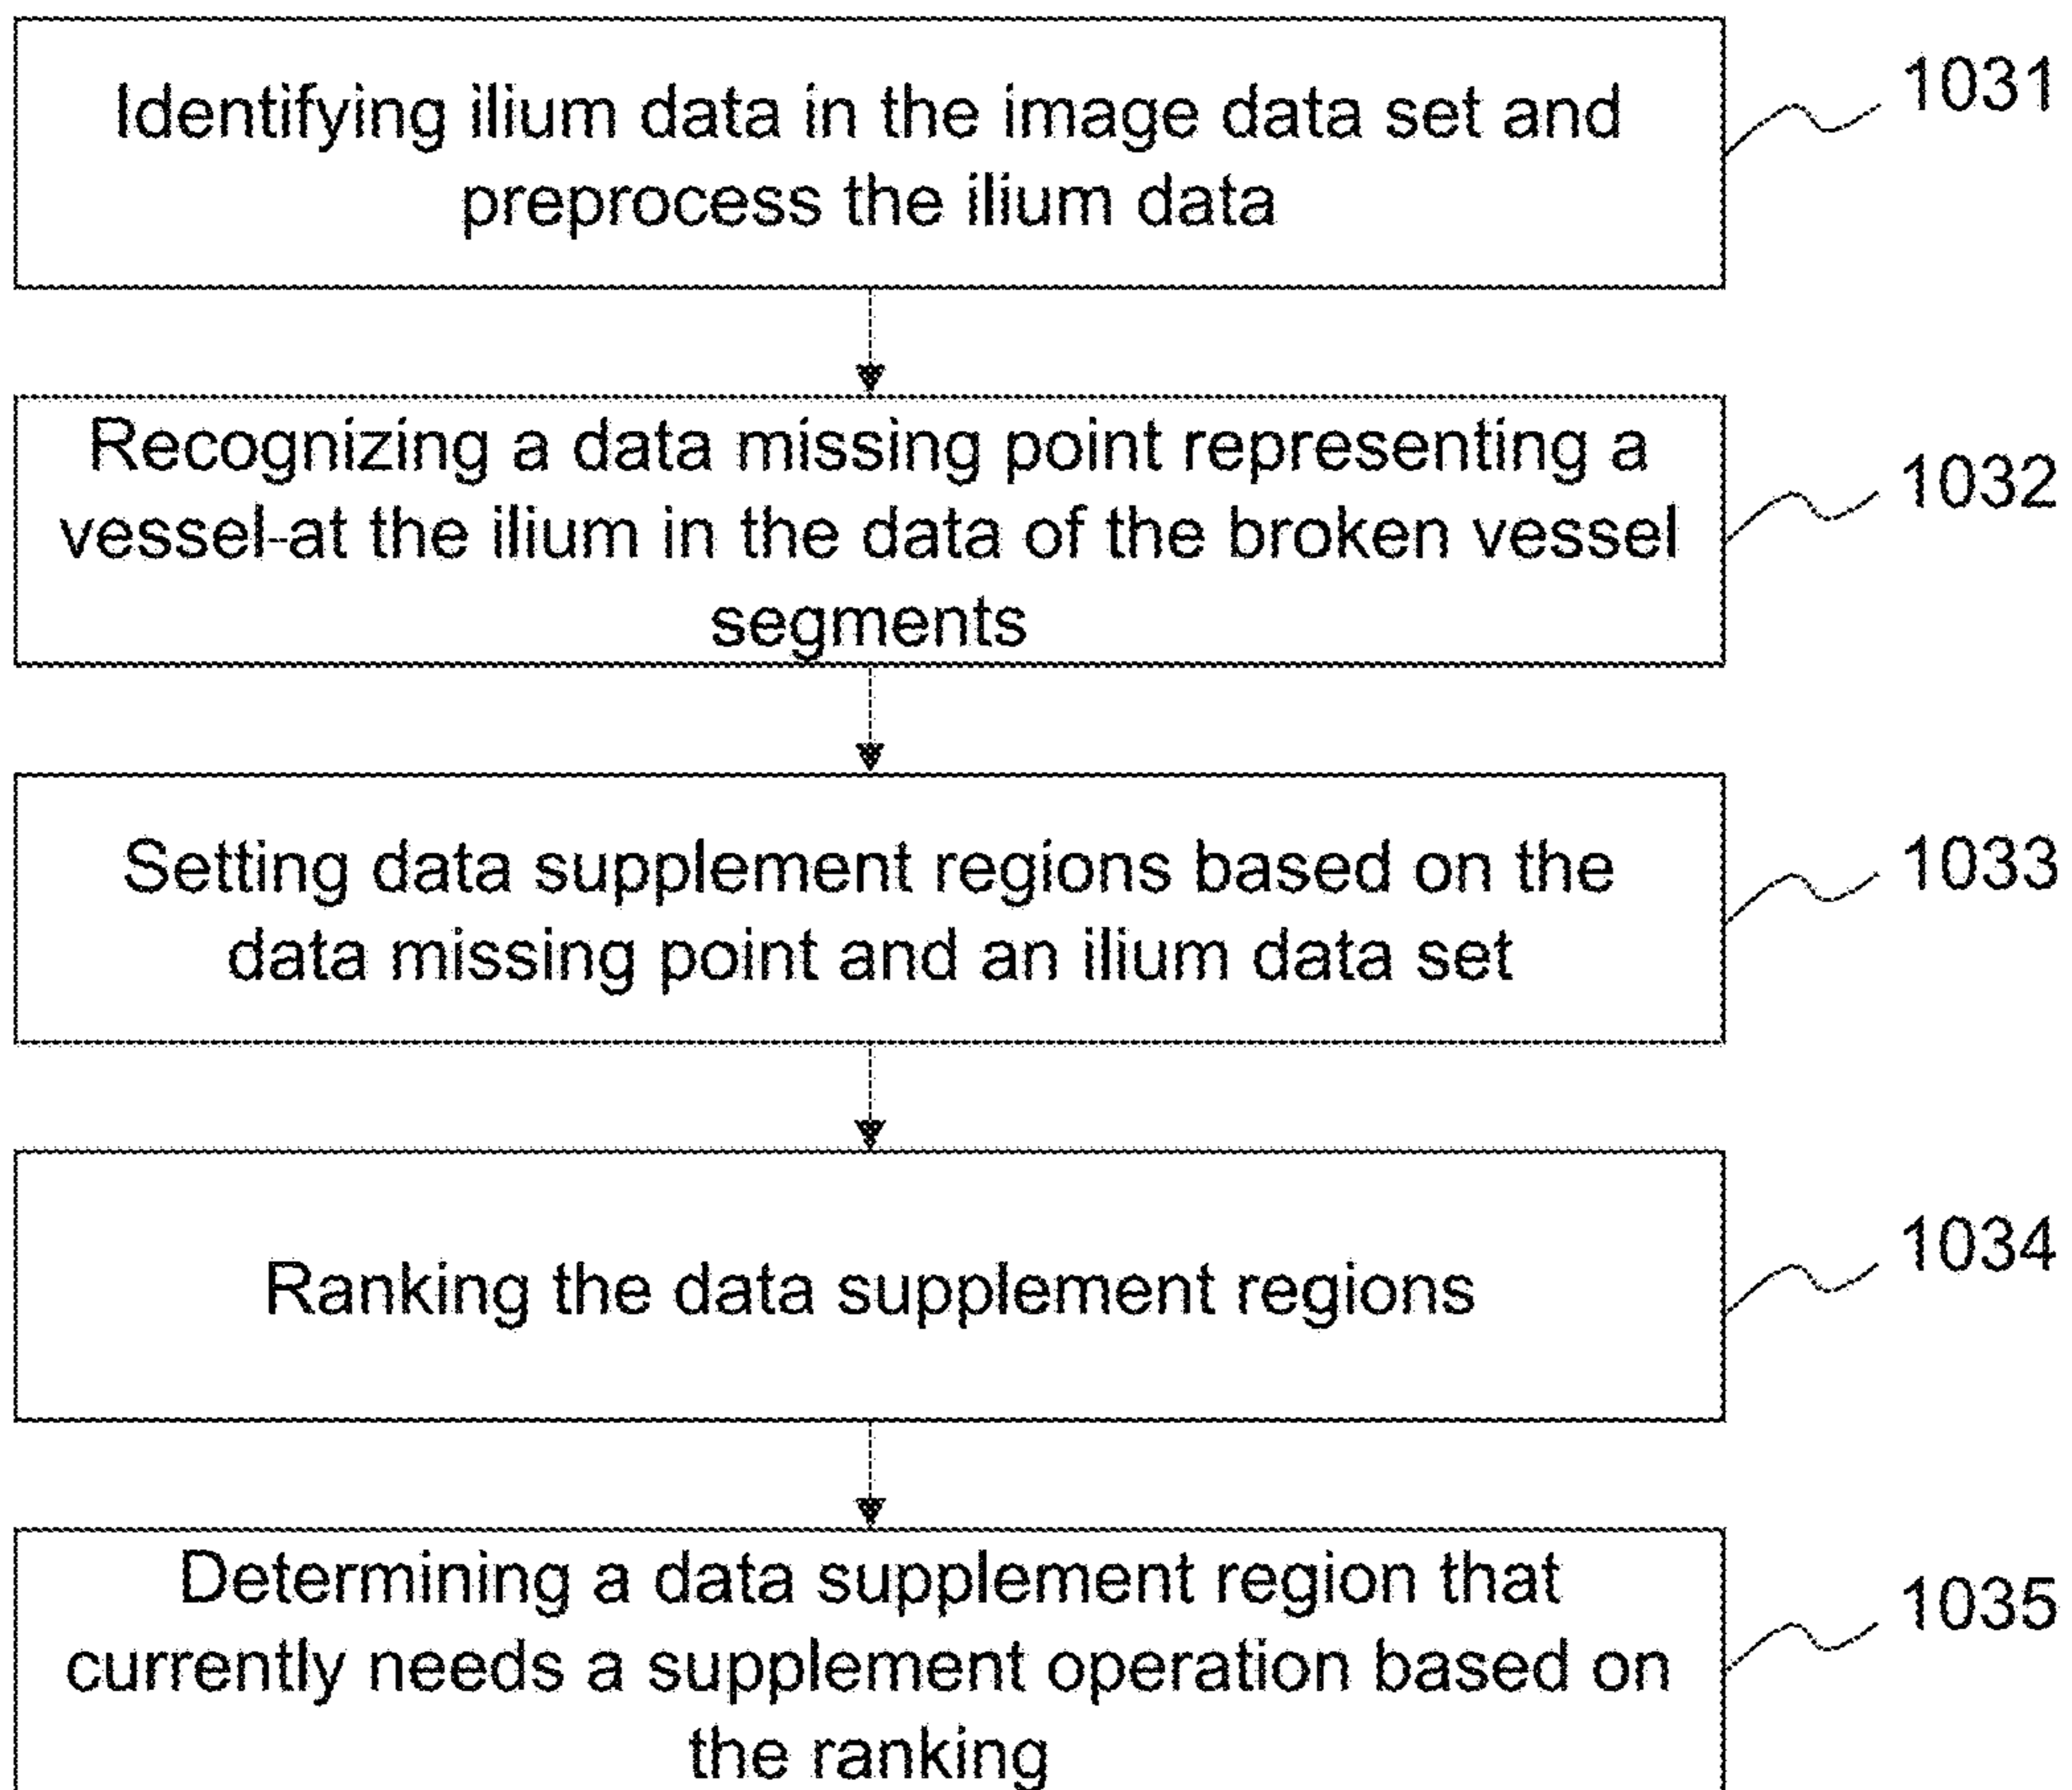 Identifying ilium data in the image data set and
preprocess the ilium data
1031
Recognizing a data missing point representing a
vessel-at the ilium in the data of the broken vessel
segments
1032
Setting data supplement regions based on the
data missing point and an ilium data set
1033
Ranking the data supplement regions
1034
Determining a data supplement region that
currently needs a supplement operation based on
the ranking
1035